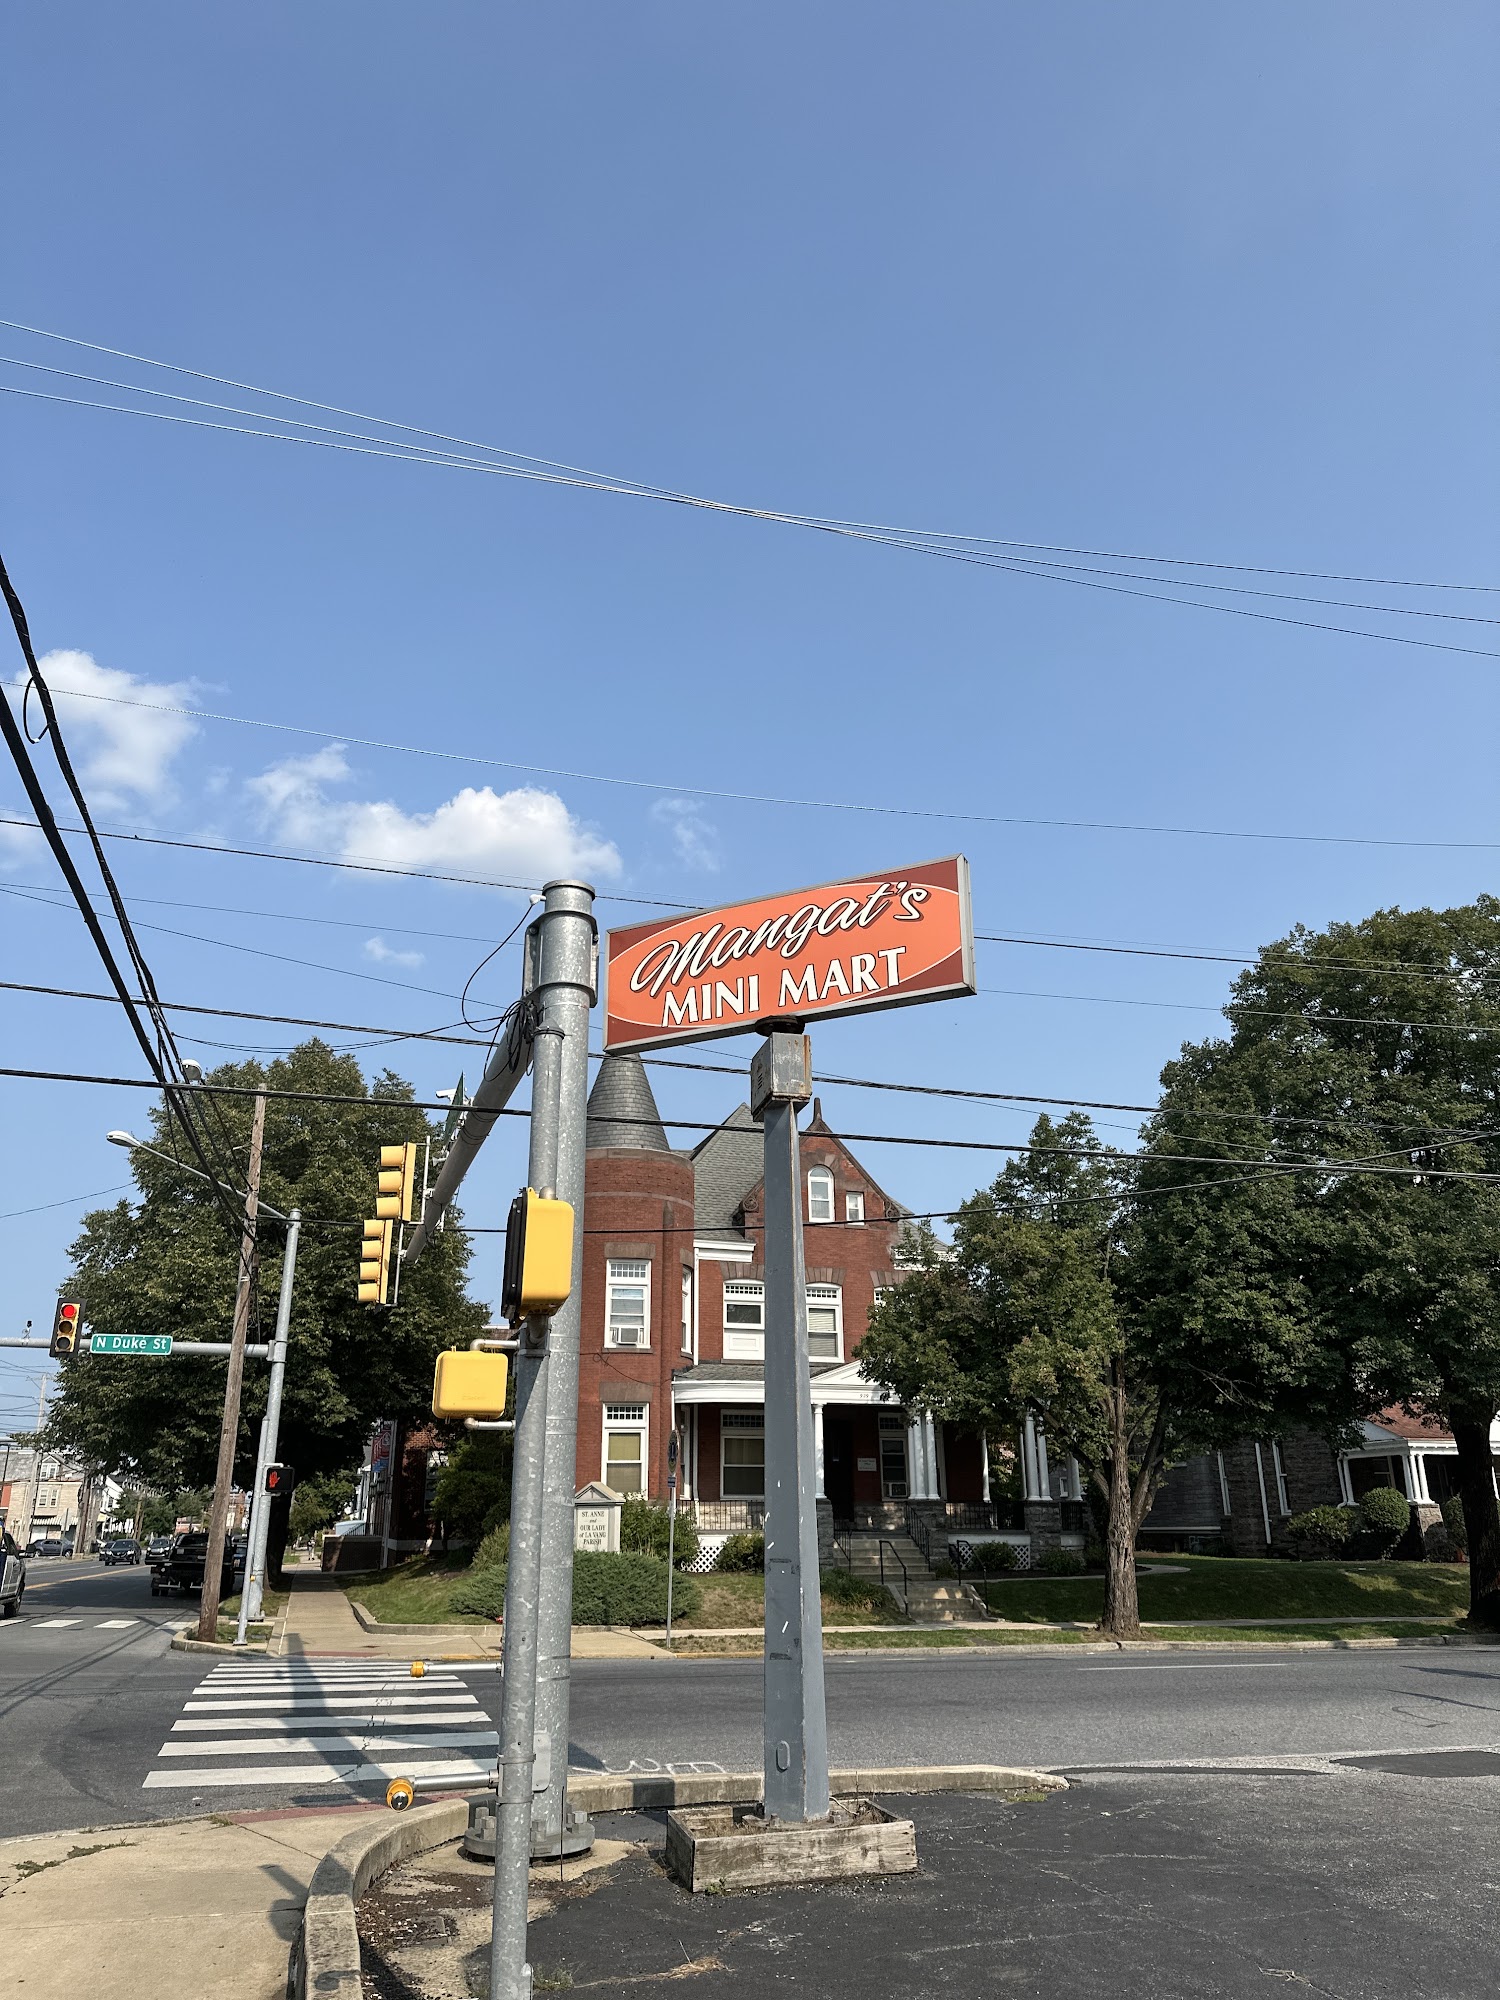 Mangat's
MINI MART
N Duke St
ST. ANNE
and
OUR LADY
of LA VANG
PARISH